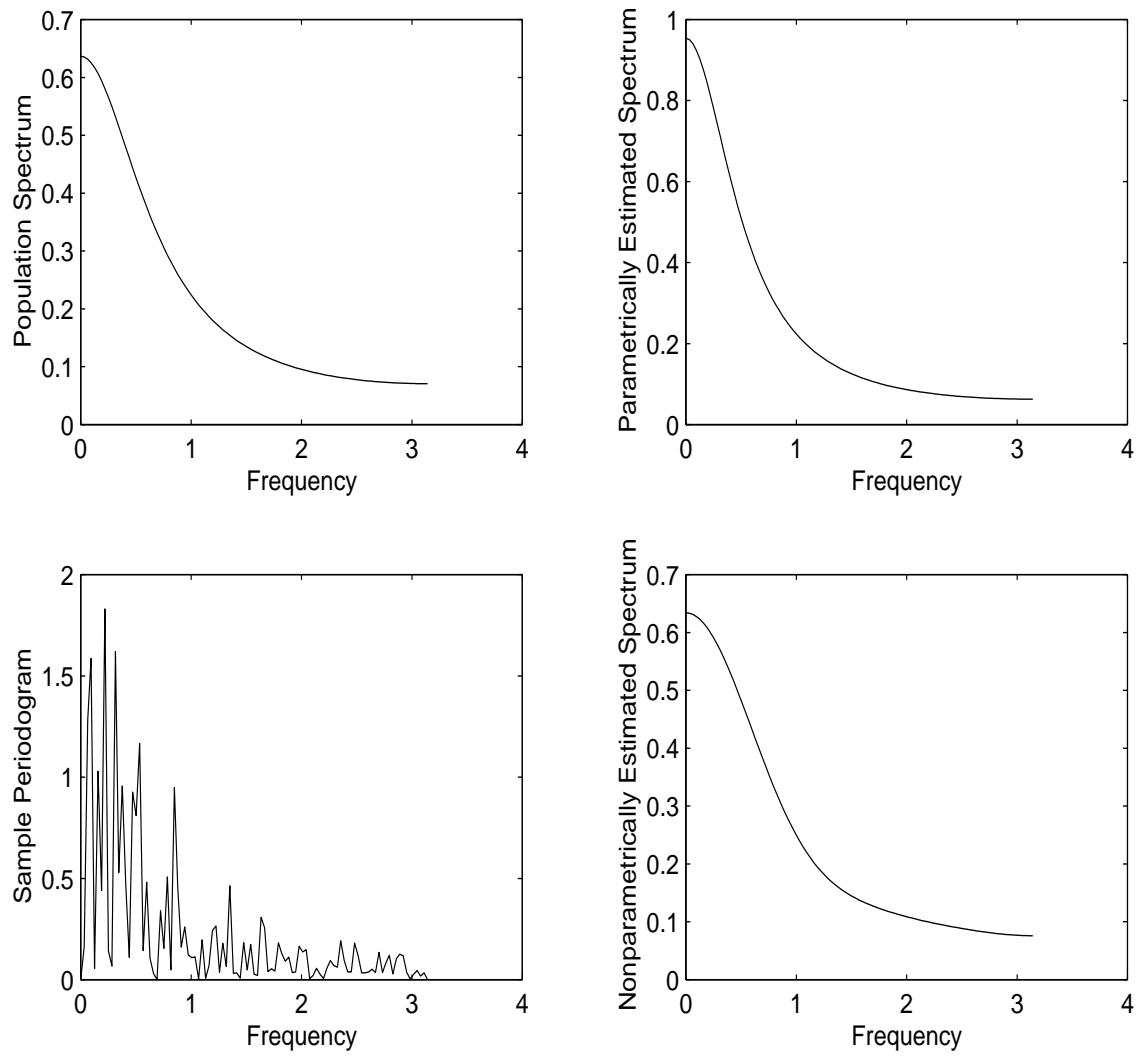 Population Spectrum
0.7
0.6
0.5
0.4
0.3
0.2
0.1
0
0 1 2 3 4
Frequency
Parametrically Estimated Spectrum
1
0.8
0.6
0.4
0.2
0
0 1 2 3 4
Frequency
Sample Periodogram
2
1.5
1
0.5
0
0 1 2 3 4
Frequency
Nonparametrically Estimated Spectrum
0.7
0.6
0.5
0.4
0.3
0.2
0.1
0
0 1 2 3 4
Frequency